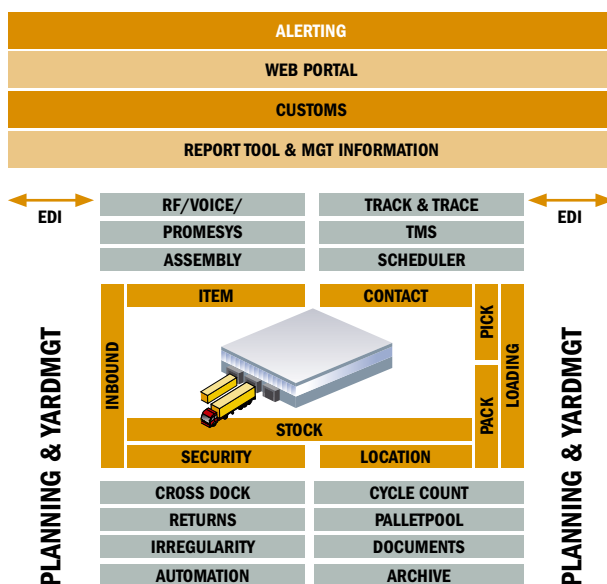 ALERTING
WEB PORTAL
CUSTOMS
REPORT TOOL & MGT INFORMATION
EDI
EDI
RF/VOICE/
TRACK & TRACE
PROMESYS
TMS
ASSEMBLY
SCHEDULER
ITEM
CONTACT
PICK
INBOUND
LOADING
PACK
STOCK
SECURITY
LOCATION
PLANNING & YARDMGT
PLANNING & YARDMGT
CROSS DOCK
CYCLE COUNT
RETURNS
PALLETPOOL
IRREGULARITY
DOCUMENTS
AUTOMATION
ARCHIVE